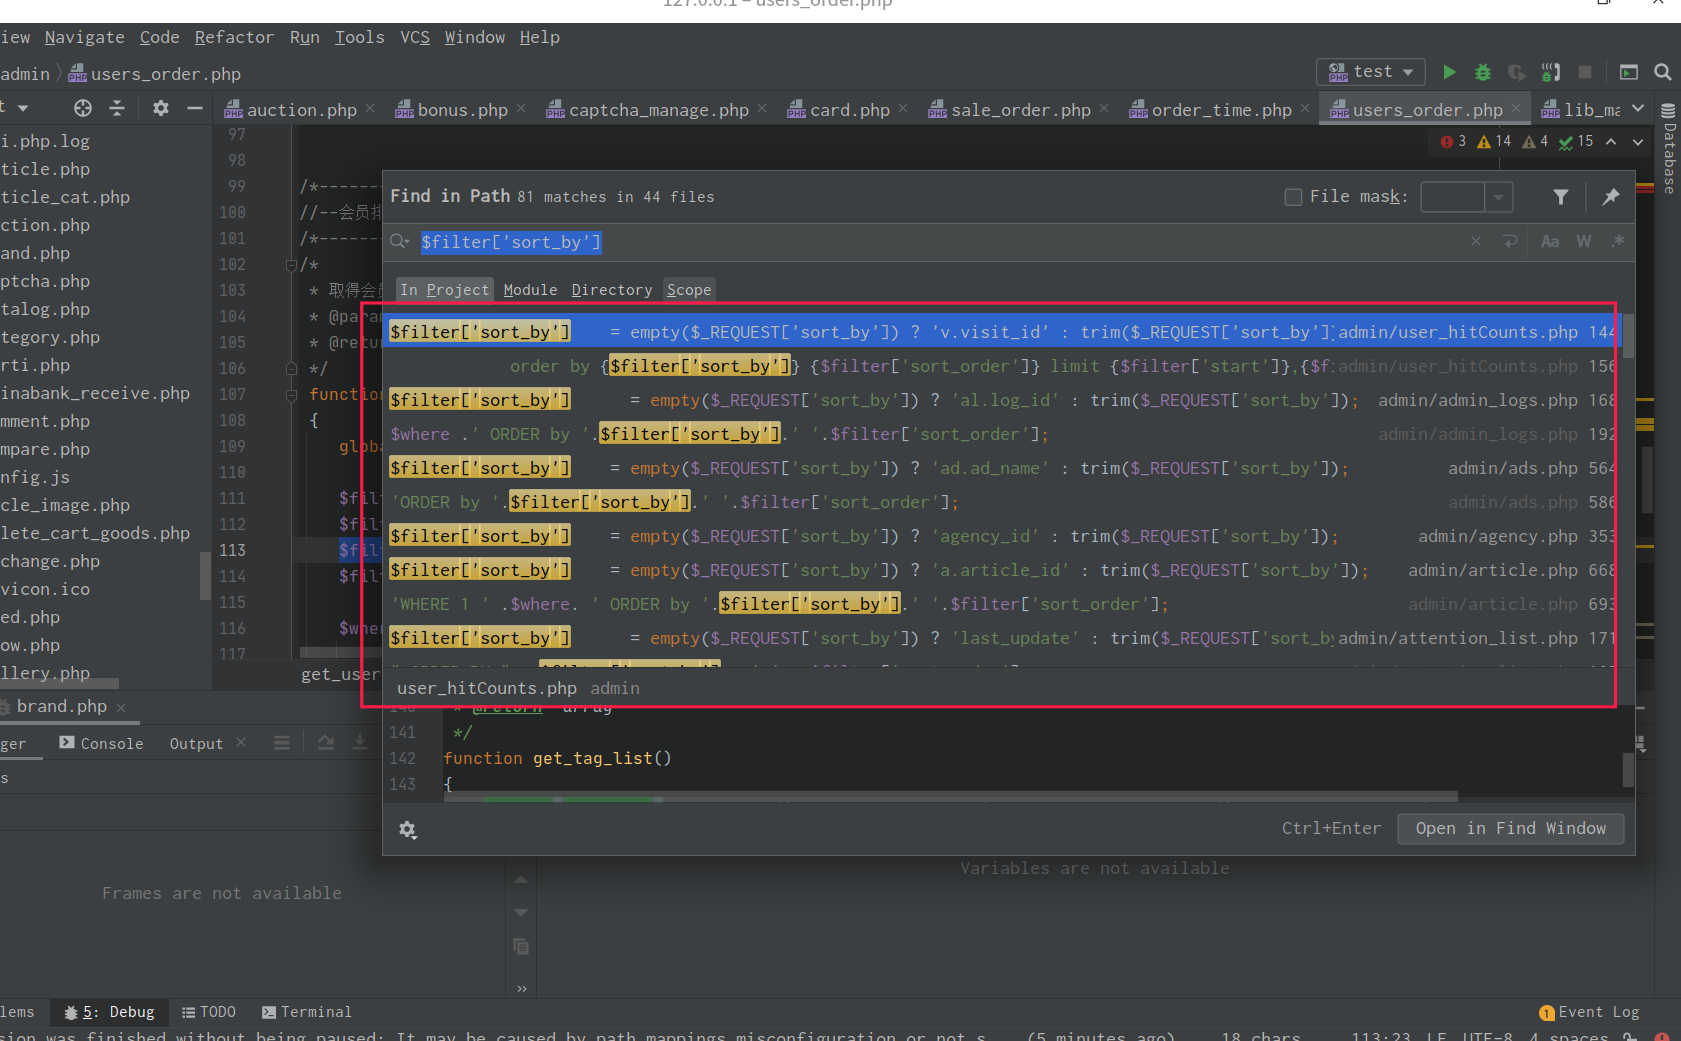 127.0.0.1 – users_order.php
iew Navigate Code Refactor Run Tools VCS Window Help
admin users_order.php test
t auction.php bonus.php captcha_manage.php card.php sale_order.php order_time.php users_order.php lib_ma
3 14 4 15
Database
i.php.log
ticle.php
ticle_cat.php
ction.php
and.php
ptcha.php
talog.php
tegory.php
rti.php
inabank_receive.php
mment.php
mpare.php
nfig.js
cle_image.php
lete_cart_goods.php
change.php
vicon.ico
ed.php
ow.php
llery.php
97
98
99 /*-------
100 //--会员排
101 /*-------
102 /*
103 * 取得会员
104 * @para
105 * @retur
106 */
107 function
108 {
109 globa
110
111 $filt
112 $filt
113 $filt
114 $filt
115
116 $wher
117
get_user
Find in Path 81 matches in 44 files File mask:
$filter['sort_by'] Aa W .*
In Project Module Directory Scope
$filter['sort_by'] = empty($_REQUEST['sort_by']) ? 'v.visit_id' : trim($_REQUEST['sort_by'] admin/user_hitCounts.php 144
order by {$filter['sort_by']} {$filter['sort_order']} limit {$filter['start']},{$f admin/user_hitCounts.php 156
$filter['sort_by'] = empty($_REQUEST['sort_by']) ? 'al.log_id' : trim($_REQUEST['sort_by']); admin/admin_logs.php 168
$where .' ORDER by '.$filter['sort_by'].' '.$filter['sort_order']; admin/admin_logs.php 192
$filter['sort_by'] = empty($_REQUEST['sort_by']) ? 'ad.ad_name' : trim($_REQUEST['sort_by']); admin/ads.php 564
'ORDER by '.$filter['sort_by'].' '.$filter['sort_order']; admin/ads.php 586
$filter['sort_by'] = empty($_REQUEST['sort_by']) ? 'agency_id' : trim($_REQUEST['sort_by']); admin/agency.php 353
$filter['sort_by'] = empty($_REQUEST['sort_by']) ? 'a.article_id' : trim($_REQUEST['sort_by']); admin/article.php 668
'WHERE 1 ' .$where. ' ORDER by '.$filter['sort_by'].' '.$filter['sort_order']; admin/article.php 693
$filter['sort_by'] = empty($_REQUEST['sort_by']) ? 'last_update' : trim($_REQUEST['sort_by admin/attention_list.php 171
user_hitCounts.php admin
140 * @return array
141 */
142 function get_tag_list()
143 {
Ctrl+Enter Open in Find Window
brand.php
ger Console Output
s
Frames are not available
Variables are not available
lems 5: Debug TODO Terminal 1 Event Log
sion was finished without being paused: It may be caused by path mappings misconfiguration or not s... (5 minutes ago) 18 chars 113:23 LF UTF-8 4 spaces